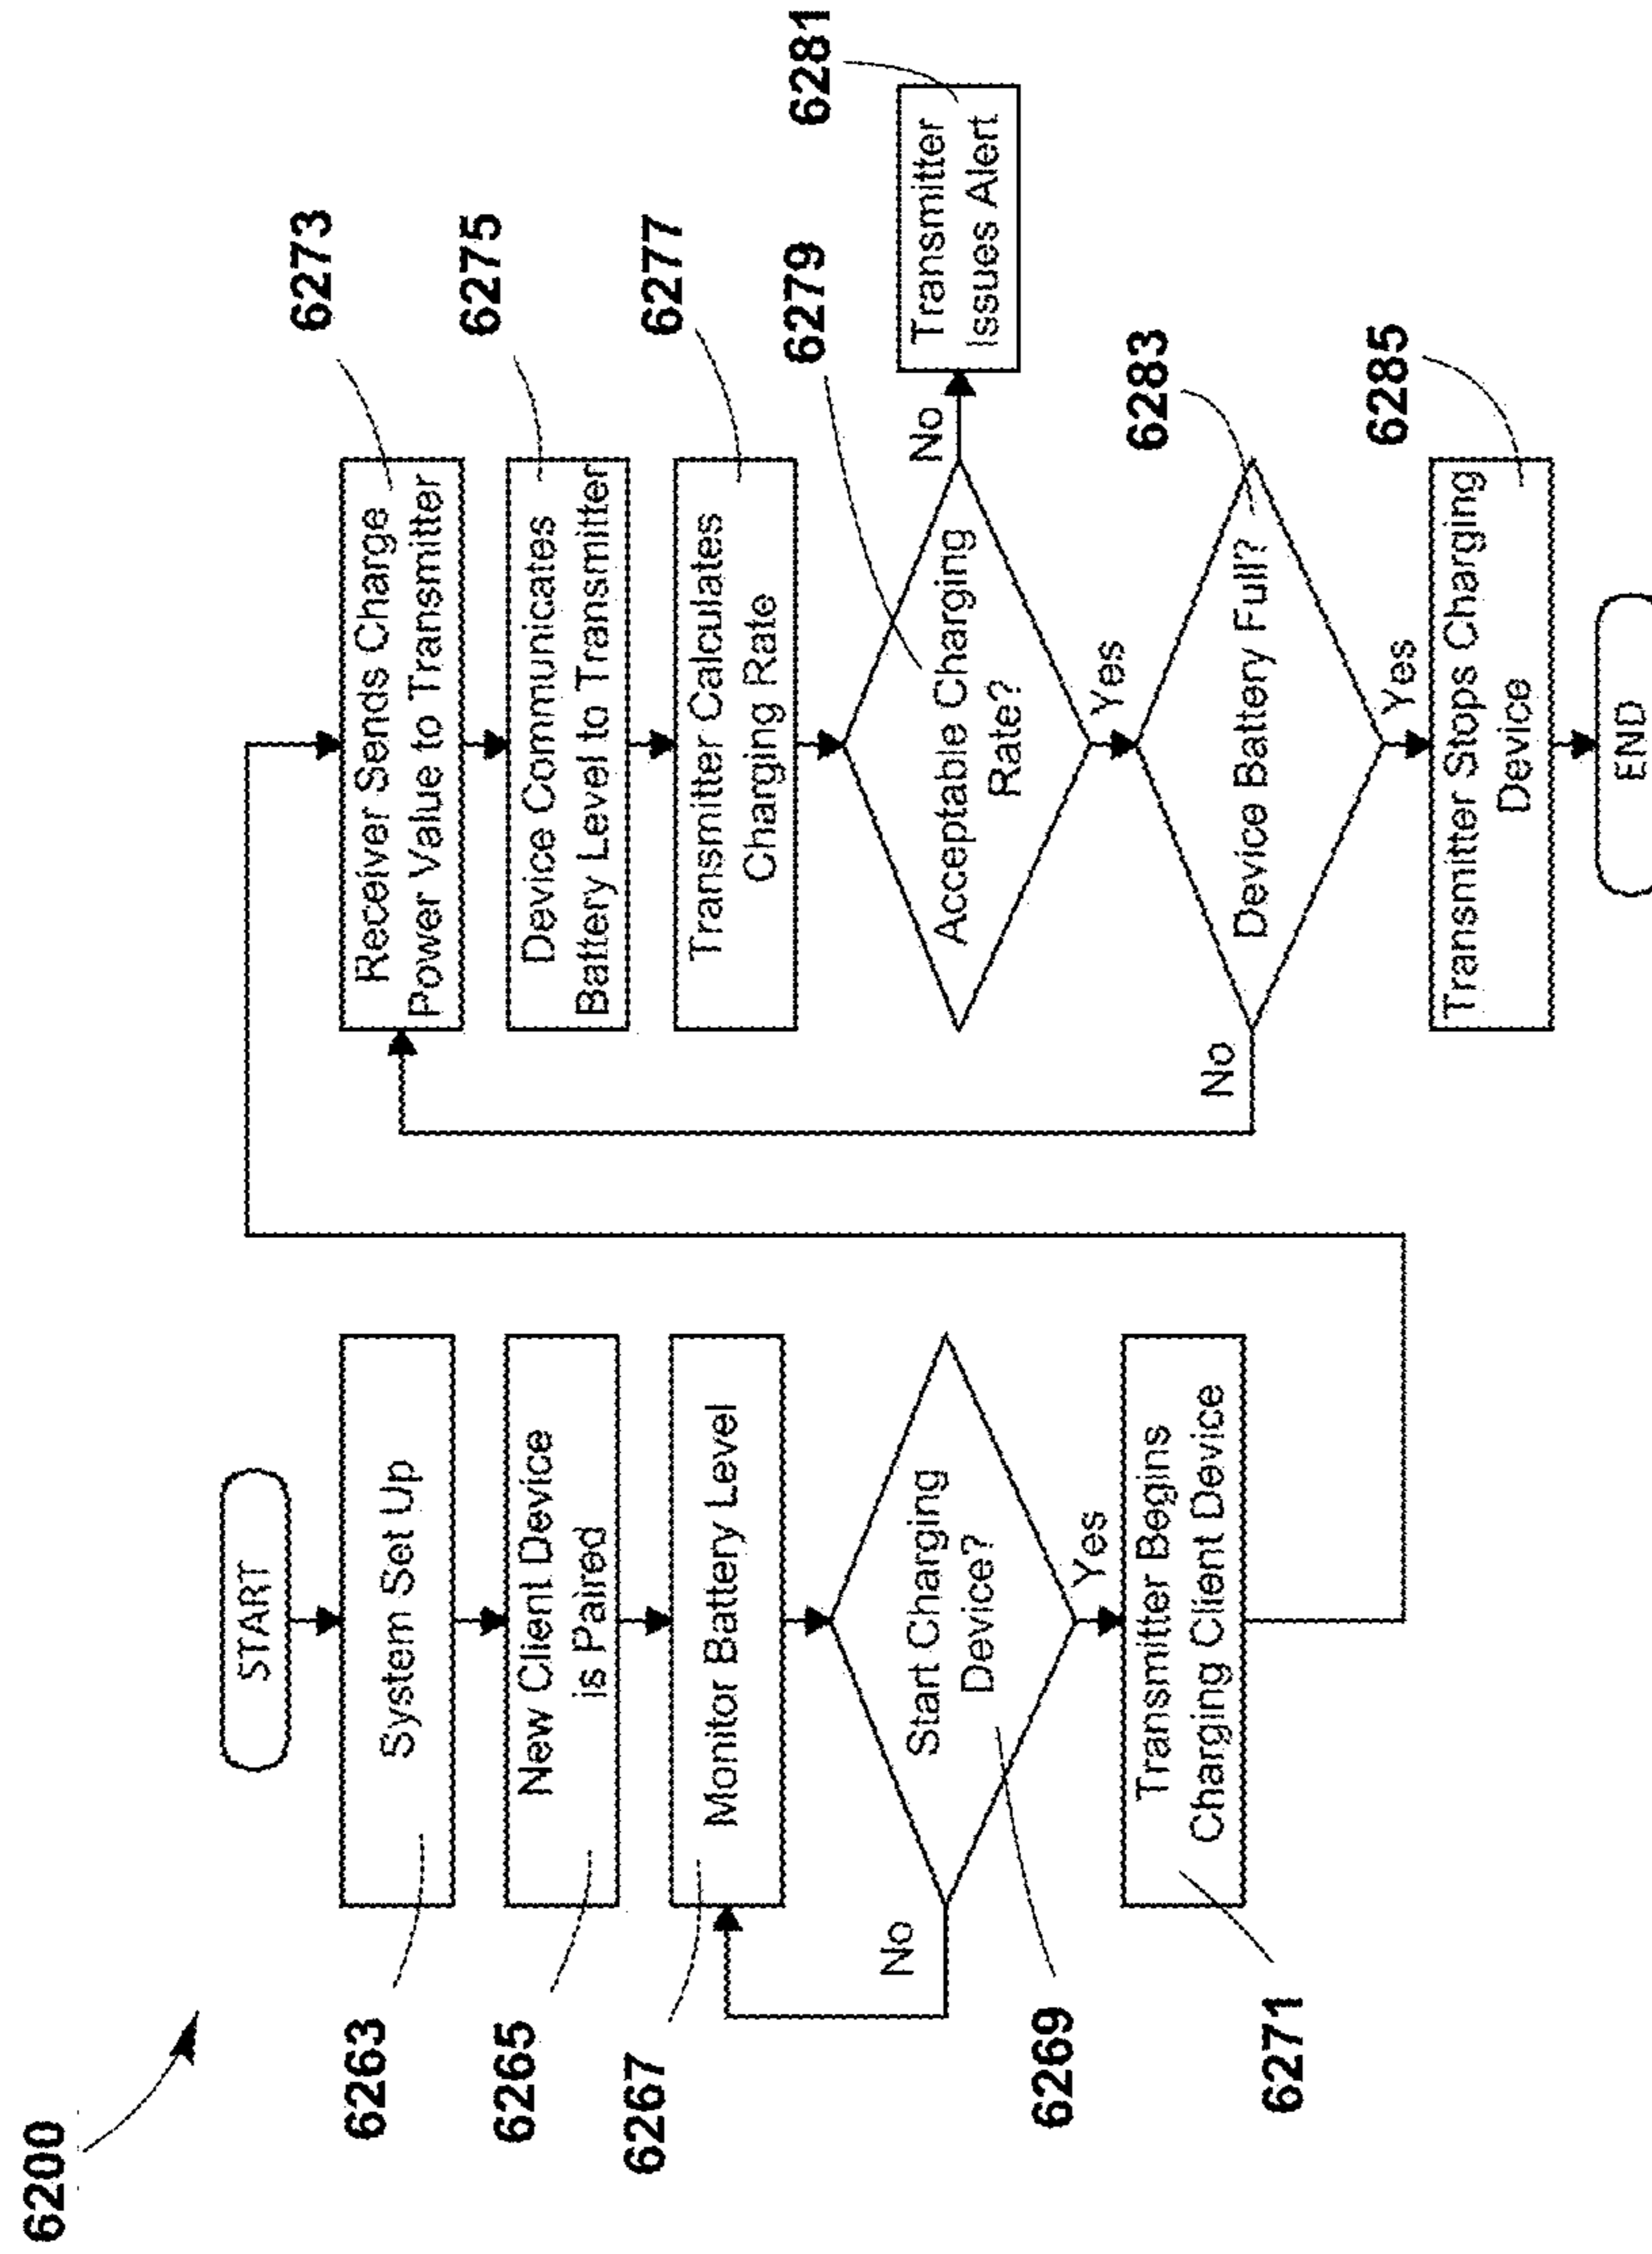 6200
START
System Set Up
6263
New Client Device
is Paired
6265
Monitor Battery Level
6267
Start Charging
Device?
6269
No
Yes
Transmitter Begins
Charging Client Device
6271
Receiver Sends Charge
Power Value to Transmitter
6273
Device Communicates
Battery Level to Transmitter
6275
Transmitter Calculates
Charging Rate
6277
Acceptable Charging
Rate?
6279
No
Transmitter
Issues Alert
6281
Yes
Device Battery Full?
6283
No
Yes
Transmitter Stops Charging
Device
6285
END